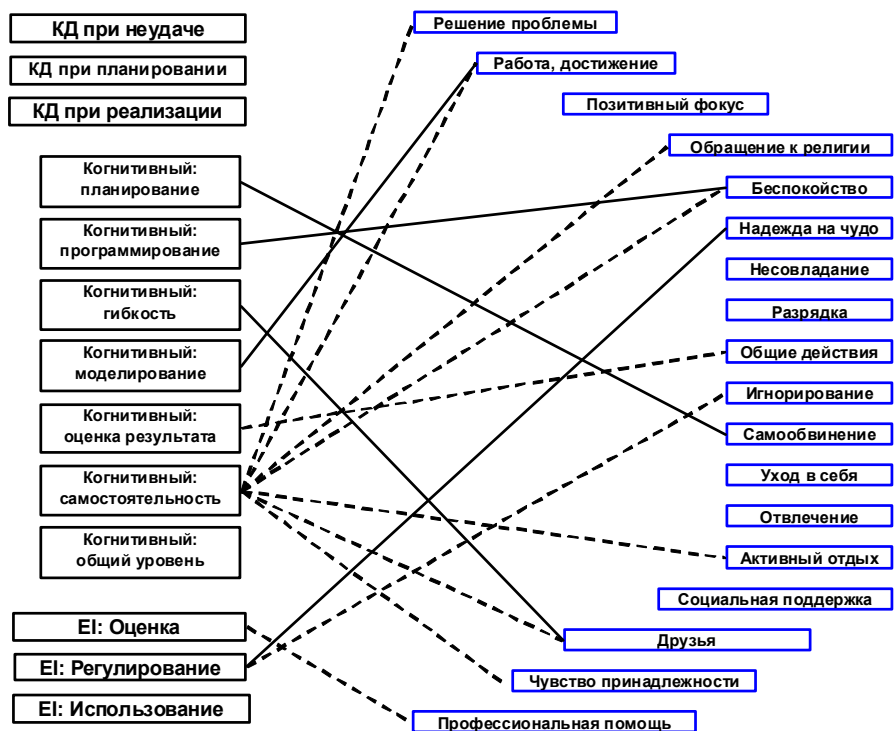 КД при неудаче
КД при планировании
КД при реализации
Когнитивный:
планирование
Когнитивный:
программирование
Когнитивный:
гибкость
Когнитивный:
моделирование
Когнитивный:
оценка результата
Когнитивный:
самостоятельность
Когнитивный:
общий уровень
EI: Оценка
EI: Регулирование
EI: Использование
Решение проблемы
Работа, достижение
Позитивный фокус
Обращение к религии
Беспокойство
Надежда на чудо
Несовладание
Разрядка
Общие действия
Игнорирование
Самообвинение
Уход в себя
Отвлечение
Активный отдых
Социальная поддержка
Друзья
Чувство принадлежности
Профессиональная помощь